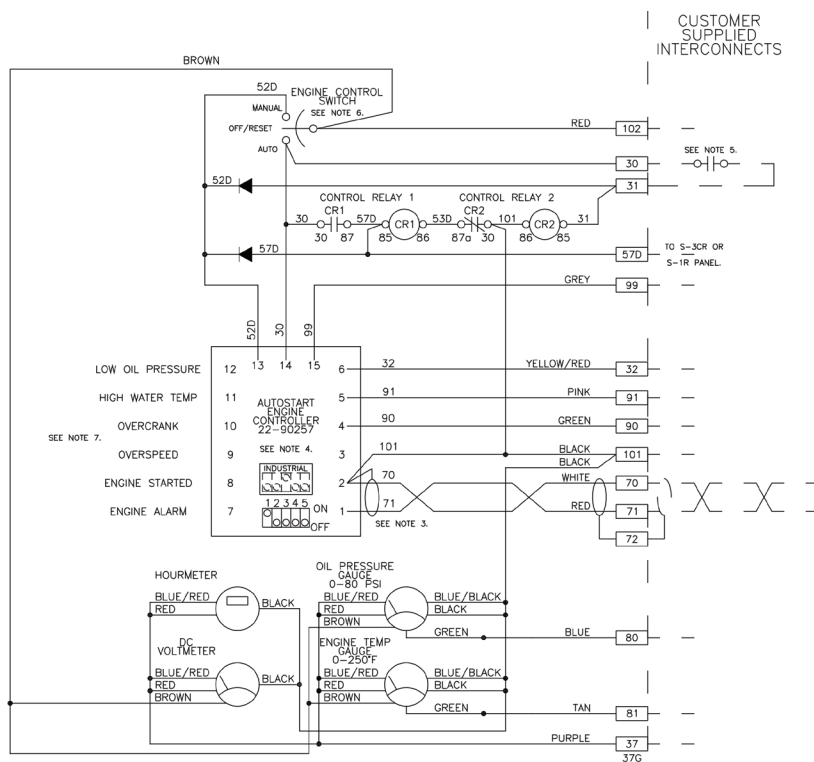 CUSTOMER
SUPPLIED
INTERCONNECTS
BROWN
52D
ENGINE CONTROL
SWITCH
MANUAL
SEE NOTE 6.
OFF/RESET
RED
102
AUTO
SEE NOTE 5.
30
52D
31
CONTROL RELAY 1
CONTROL RELAY 2
CR1
CR2
30
57D
CR1
53D
101
CR2
31
30
87
85
86
87a
30
86
85
57D
57D
TO S-3CR OR
S-1R PANEL.
GREY
99
52D
30
99
LOW OIL PRESSURE
12
13
14
15
6
32
YELLOW/RED
32
HIGH WATER TEMP
11
5
91
PINK
91
AUTOSTART
ENGINE
CONTROLLER
22-90257
OVERCRANK
10
4
90
GREEN
90
SEE NOTE 7.
OVERSPEED
9
SEE NOTE 4.
3
101
BLACK
101
BLACK
INDUSTRIAL
ENGINE STARTED
8
2
70
WHITE
70
1 2 3 4 5
ON
OFF
ENGINE ALARM
7
1
71
SEE NOTE 3.
RED
71
72
HOURMETER
OIL PRESSURE
GAUGE
0-80 PSI
BLUE/RED
RED
BLACK
BLUE/RED
RED
BROWN
BLUE/BLACK
BLACK
GREEN
BLUE
80
DC
VOLTMETER
ENGINE TEMP
GAUGE
0-250°F
BLUE/RED
RED
BROWN
BLACK
BLUE/RED
RED
BROWN
BLUE/BLACK
BLACK
GREEN
TAN
81
PURPLE
37
37G